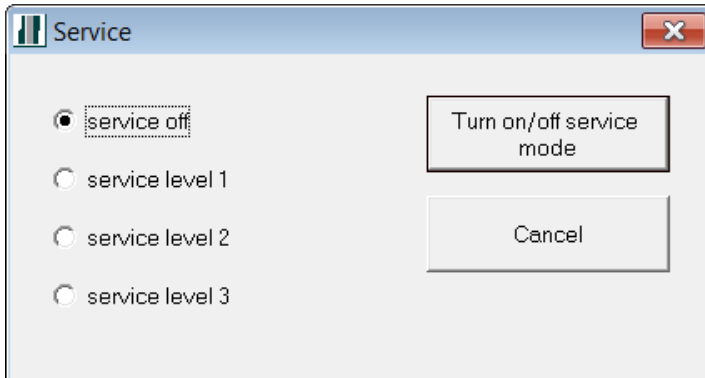 Service
service off
service level 1
service level 2
service level 3
Turn on/off service
mode
Cancel